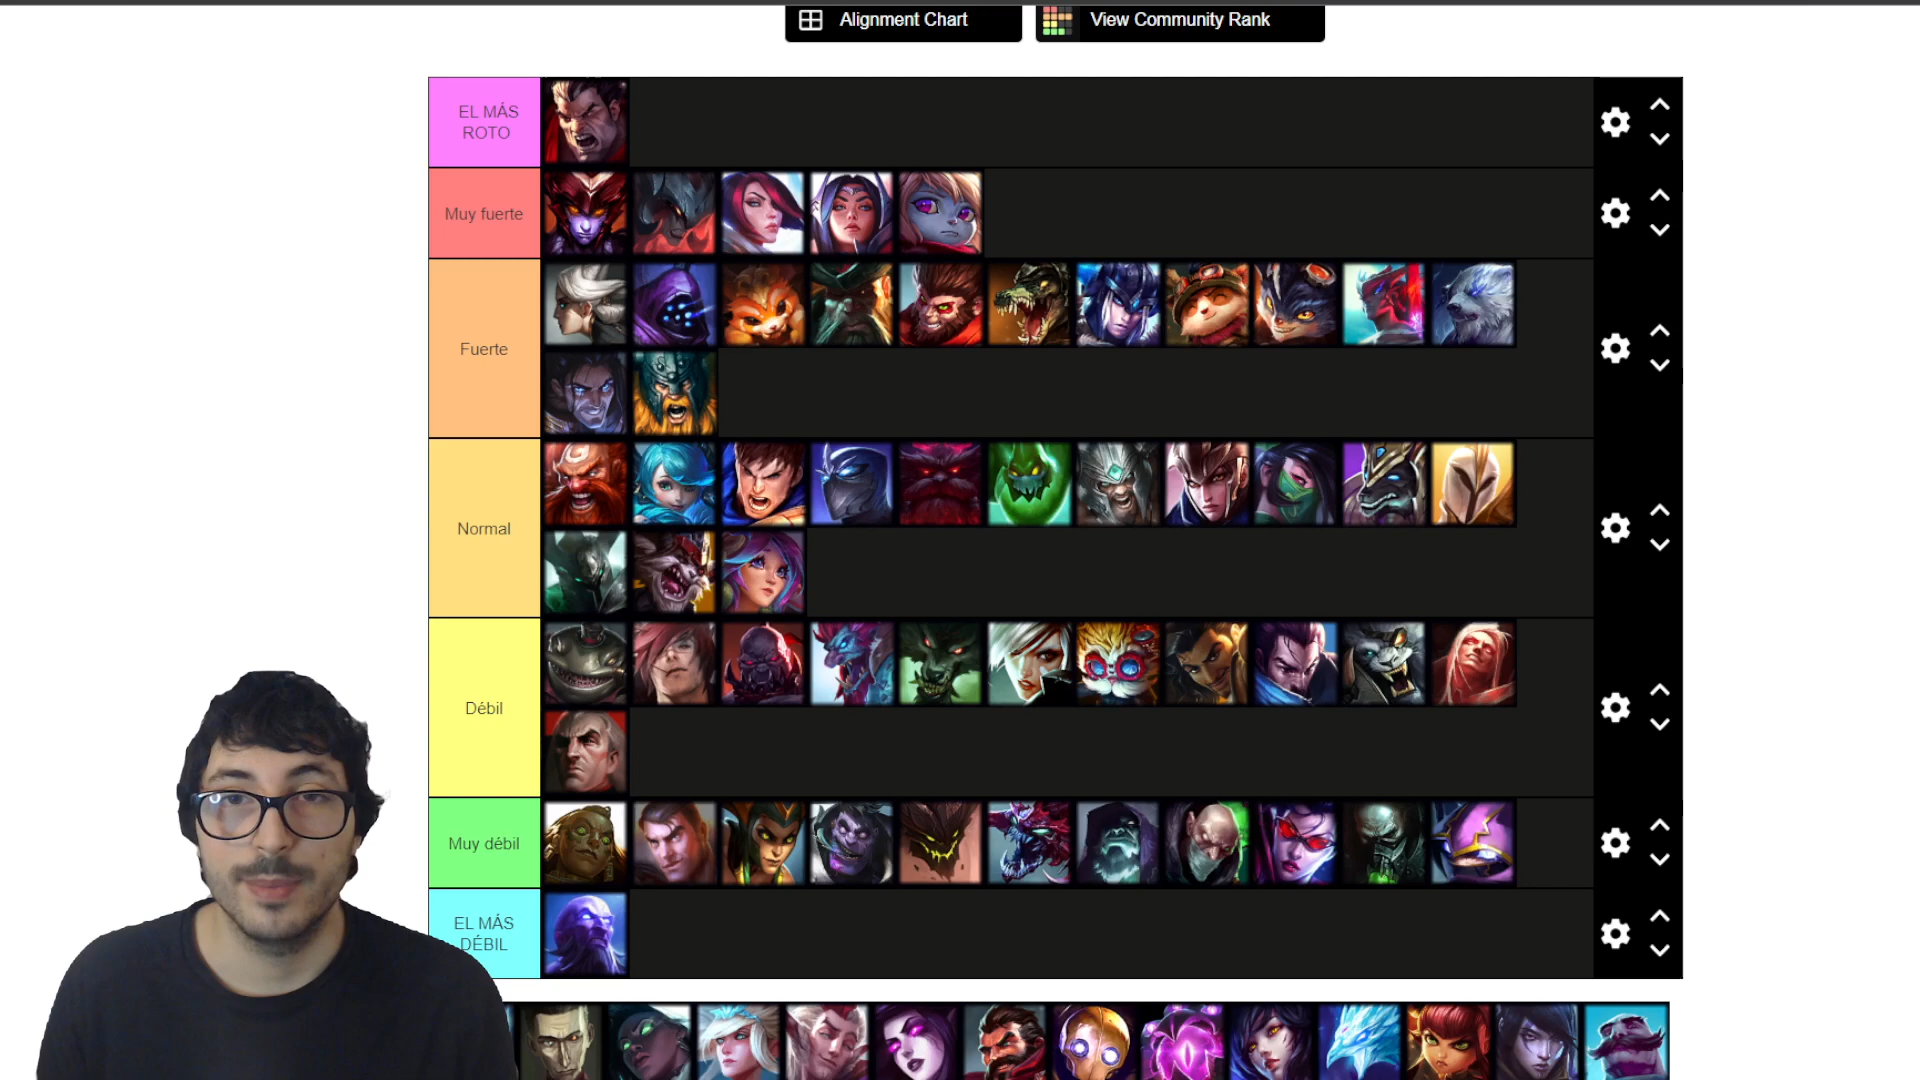 Alignment Chart
View Community Rank
EL MÁS
ROTO
Muy fuerte
Fuerte
Normal
Débil
Muy débil
EL MÁS
DÉBIL